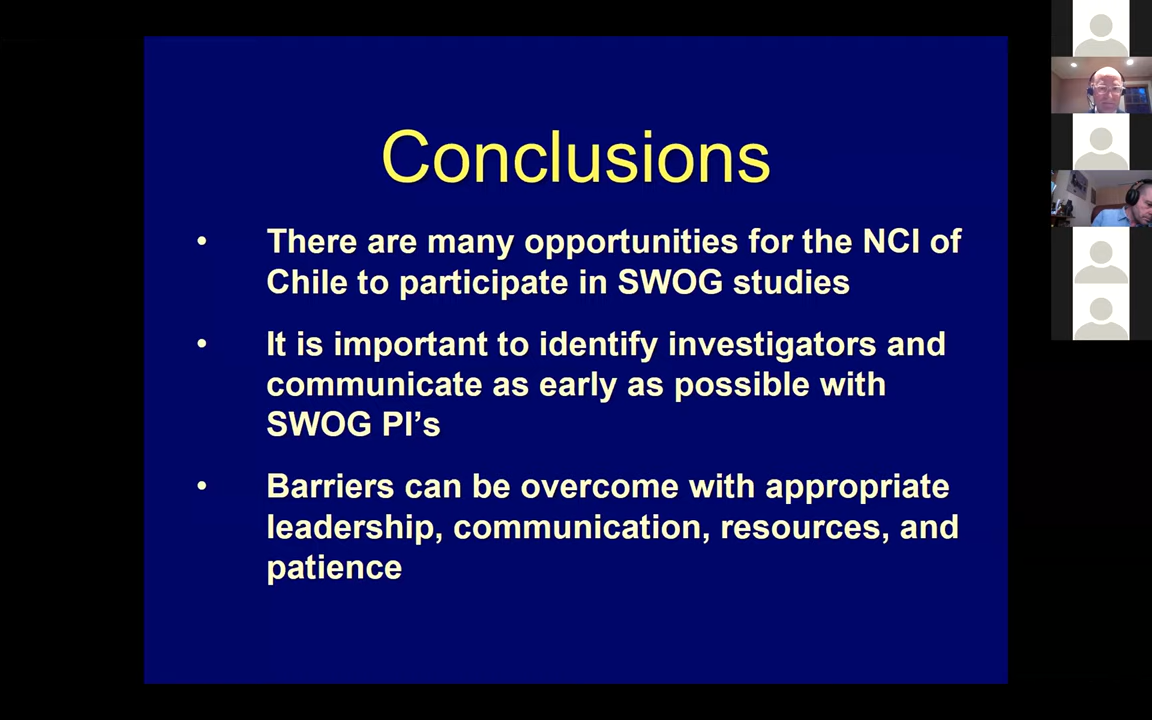 Conclusions
• There are many opportunities for the NCI of
Chile to participate in SWOG studies
• It is important to identify investigators and
communicate as early as possible with
SWOG PI’s
• Barriers can be overcome with appropriate
leadership, communication, resources, and
patience